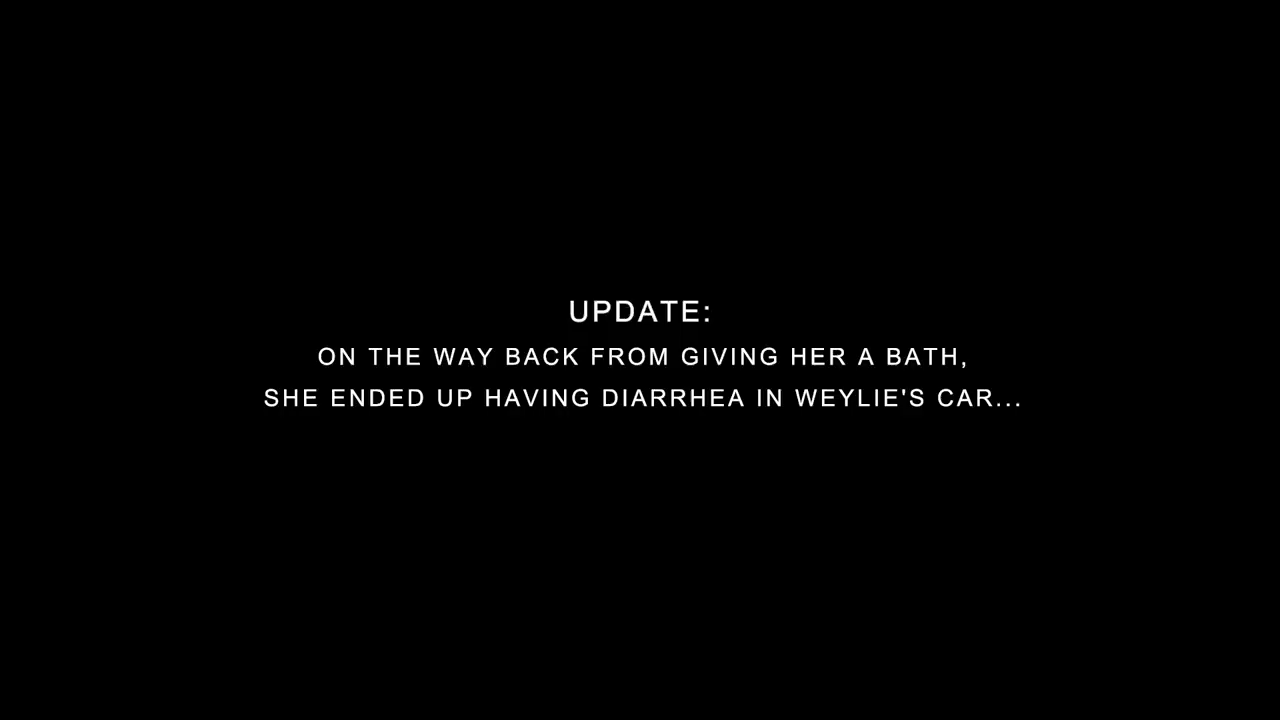 UPDATE:
ON THE WAY BACK FROM GIVING HER A BATH,
SHE ENDED UP HAVING DIARRHEA IN WEYLIE'S CAR...